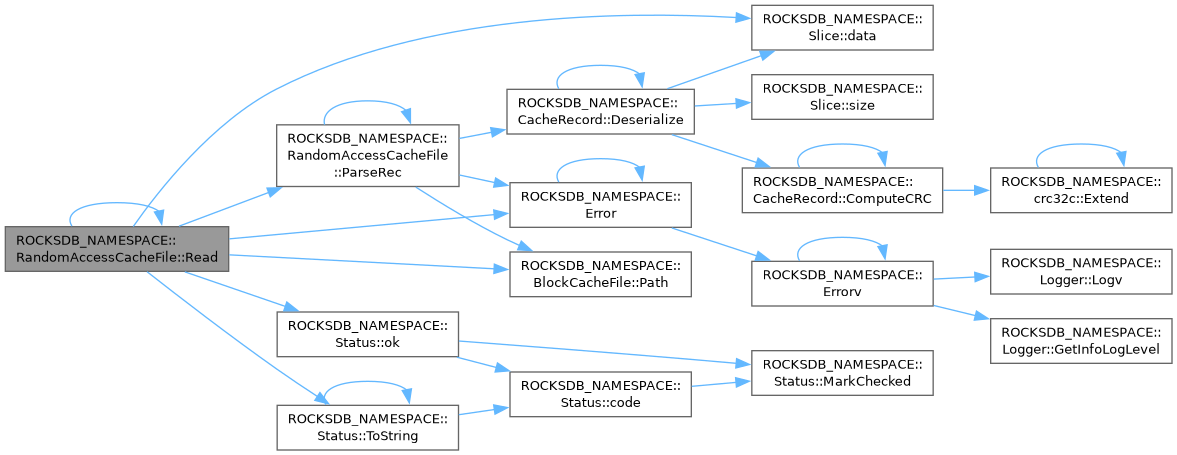 ROCKSDB_NAMESPACE::
RandomAccessCacheFile::Read
ROCKSDB_NAMESPACE::
RandomAccessCacheFile
::ParseRec
ROCKSDB_NAMESPACE::
Status::ok
ROCKSDB_NAMESPACE::
Status::ToString
ROCKSDB_NAMESPACE::
CacheRecord::Deserialize
ROCKSDB_NAMESPACE::
Error
ROCKSDB_NAMESPACE::
BlockCacheFile::Path
ROCKSDB_NAMESPACE::
Status::code
ROCKSDB_NAMESPACE::
Slice::data
ROCKSDB_NAMESPACE::
Slice::size
ROCKSDB_NAMESPACE::
CacheRecord::ComputeCRC
ROCKSDB_NAMESPACE::
Errorv
ROCKSDB_NAMESPACE::
Status::MarkChecked
ROCKSDB_NAMESPACE::
crc32c::Extend
ROCKSDB_NAMESPACE::
Logger::Logv
ROCKSDB_NAMESPACE::
Logger::GetInfoLogLevel